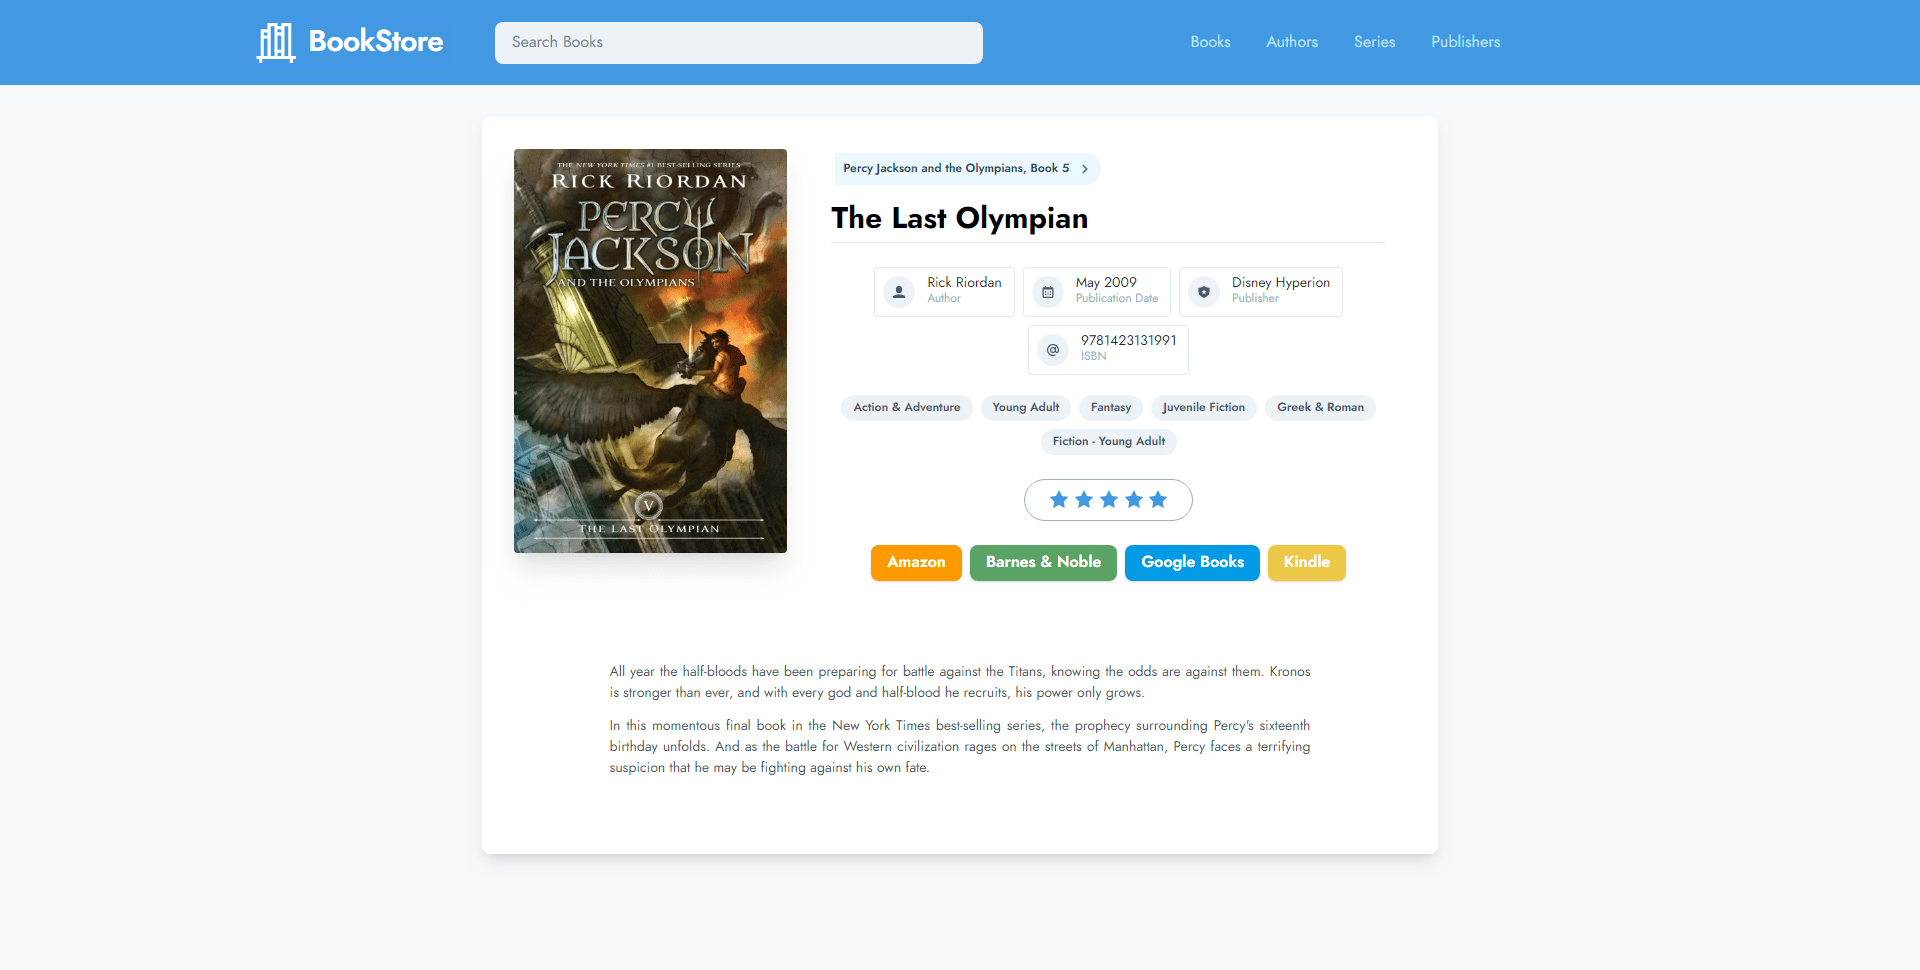 BookStore
Search Books
Books
Authors
Series
Publishers
THE NEW YORK TIMES #1 BEST-SELLING SERIES
RICK RIORDAN
PERCY
JACKSON
AND THE OLYMPIANS
V
THE LAST OLYMPIAN
Percy Jackson and the Olympians, Book 5
The Last Olympian
Rick Riordan
Author
May 2009
Publication Date
Disney Hyperion
Publisher
9781423131991
ISBN
Action & Adventure
Young Adult
Fantasy
Juvenile Fiction
Greek & Roman
Fiction - Young Adult
Amazon
Barnes & Noble
Google Books
Kindle
All year the half-bloods have been preparing for battle against the Titans, knowing the odds are against them. Kronos
is stronger than ever, and with every god and half-blood he recruits, his power only grows.
In this momentous final book in the New York Times best-selling series, the prophecy surrounding Percy's sixteenth
birthday unfolds. And as the battle for Western civilization rages on the streets of Manhattan, Percy faces a terrifying
suspicion that he may be fighting against his own fate.